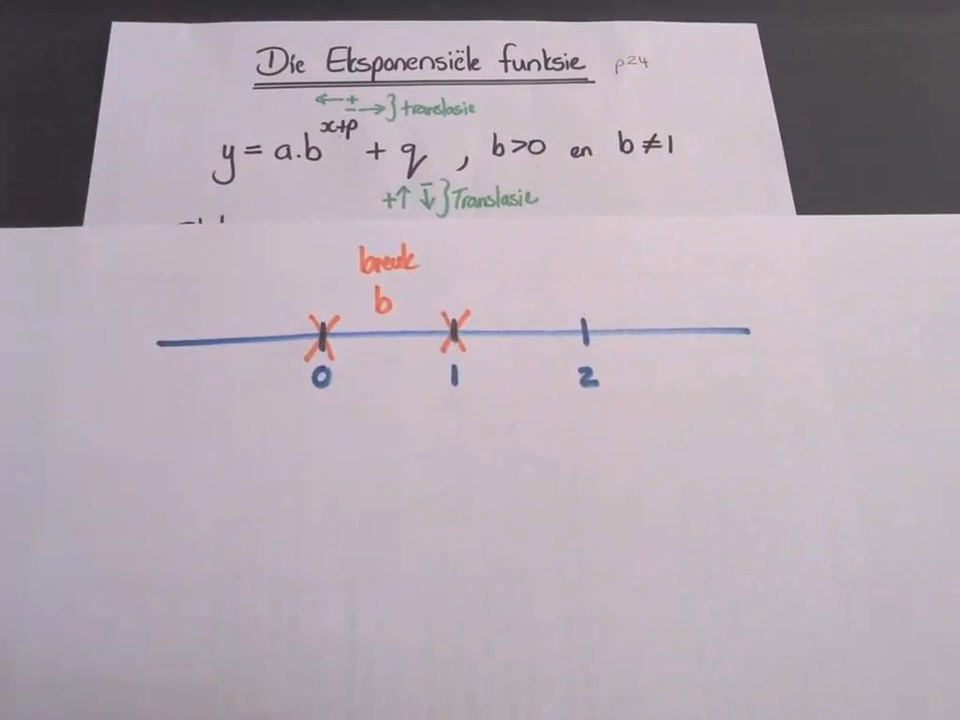 Die Eksponensiële funksie p24
←+ -→ } translasie
y = a.b^(x+p) + q , b>0 en b≠1
+↑ -↓ } Translasie
breuk
b
0 1 2